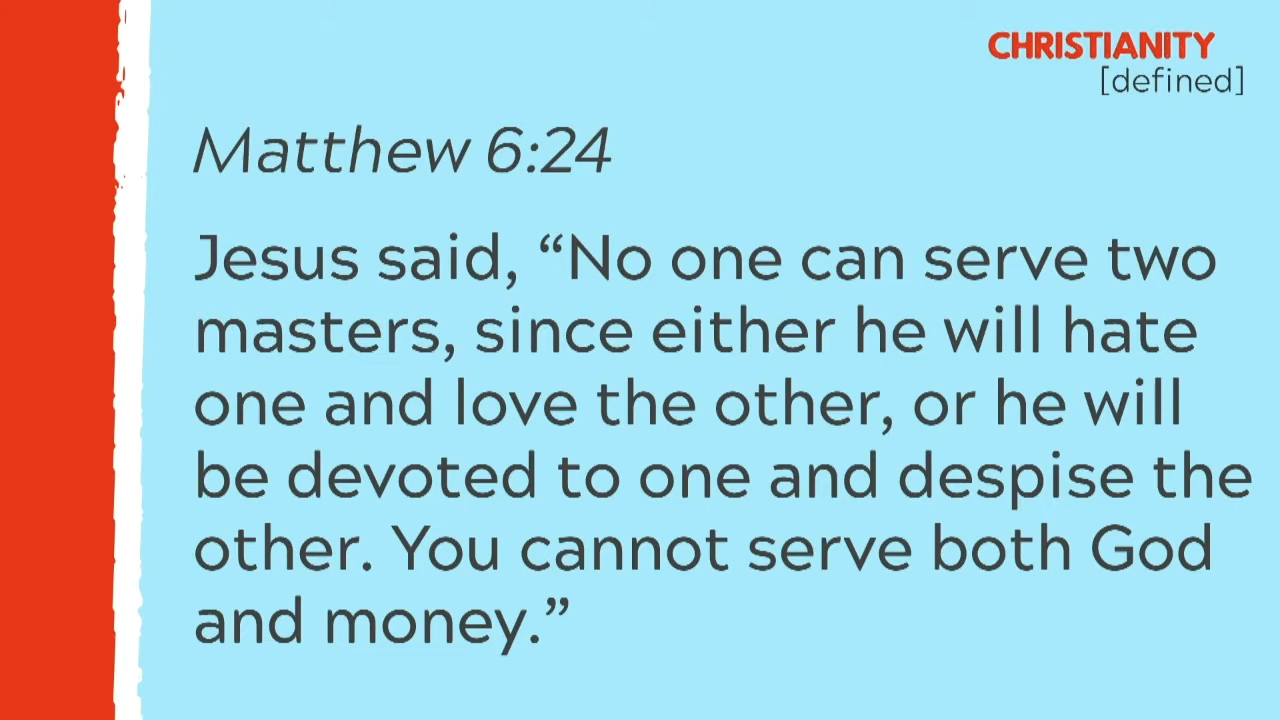 CHRISTIANITY
[defined]
Matthew 6:24
Jesus said, “No one can serve two
masters, since either he will hate
one and love the other, or he will
be devoted to one and despise the
other. You cannot serve both God
and money.”